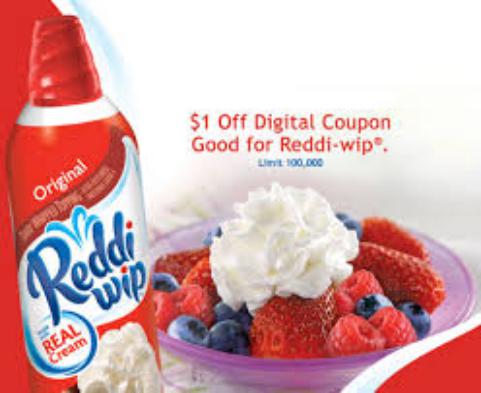 $1 Off Digital Coupon
Good for Reddi-wip®.
Limit 100,000
Original
Reddi
wip
REAL
Cream